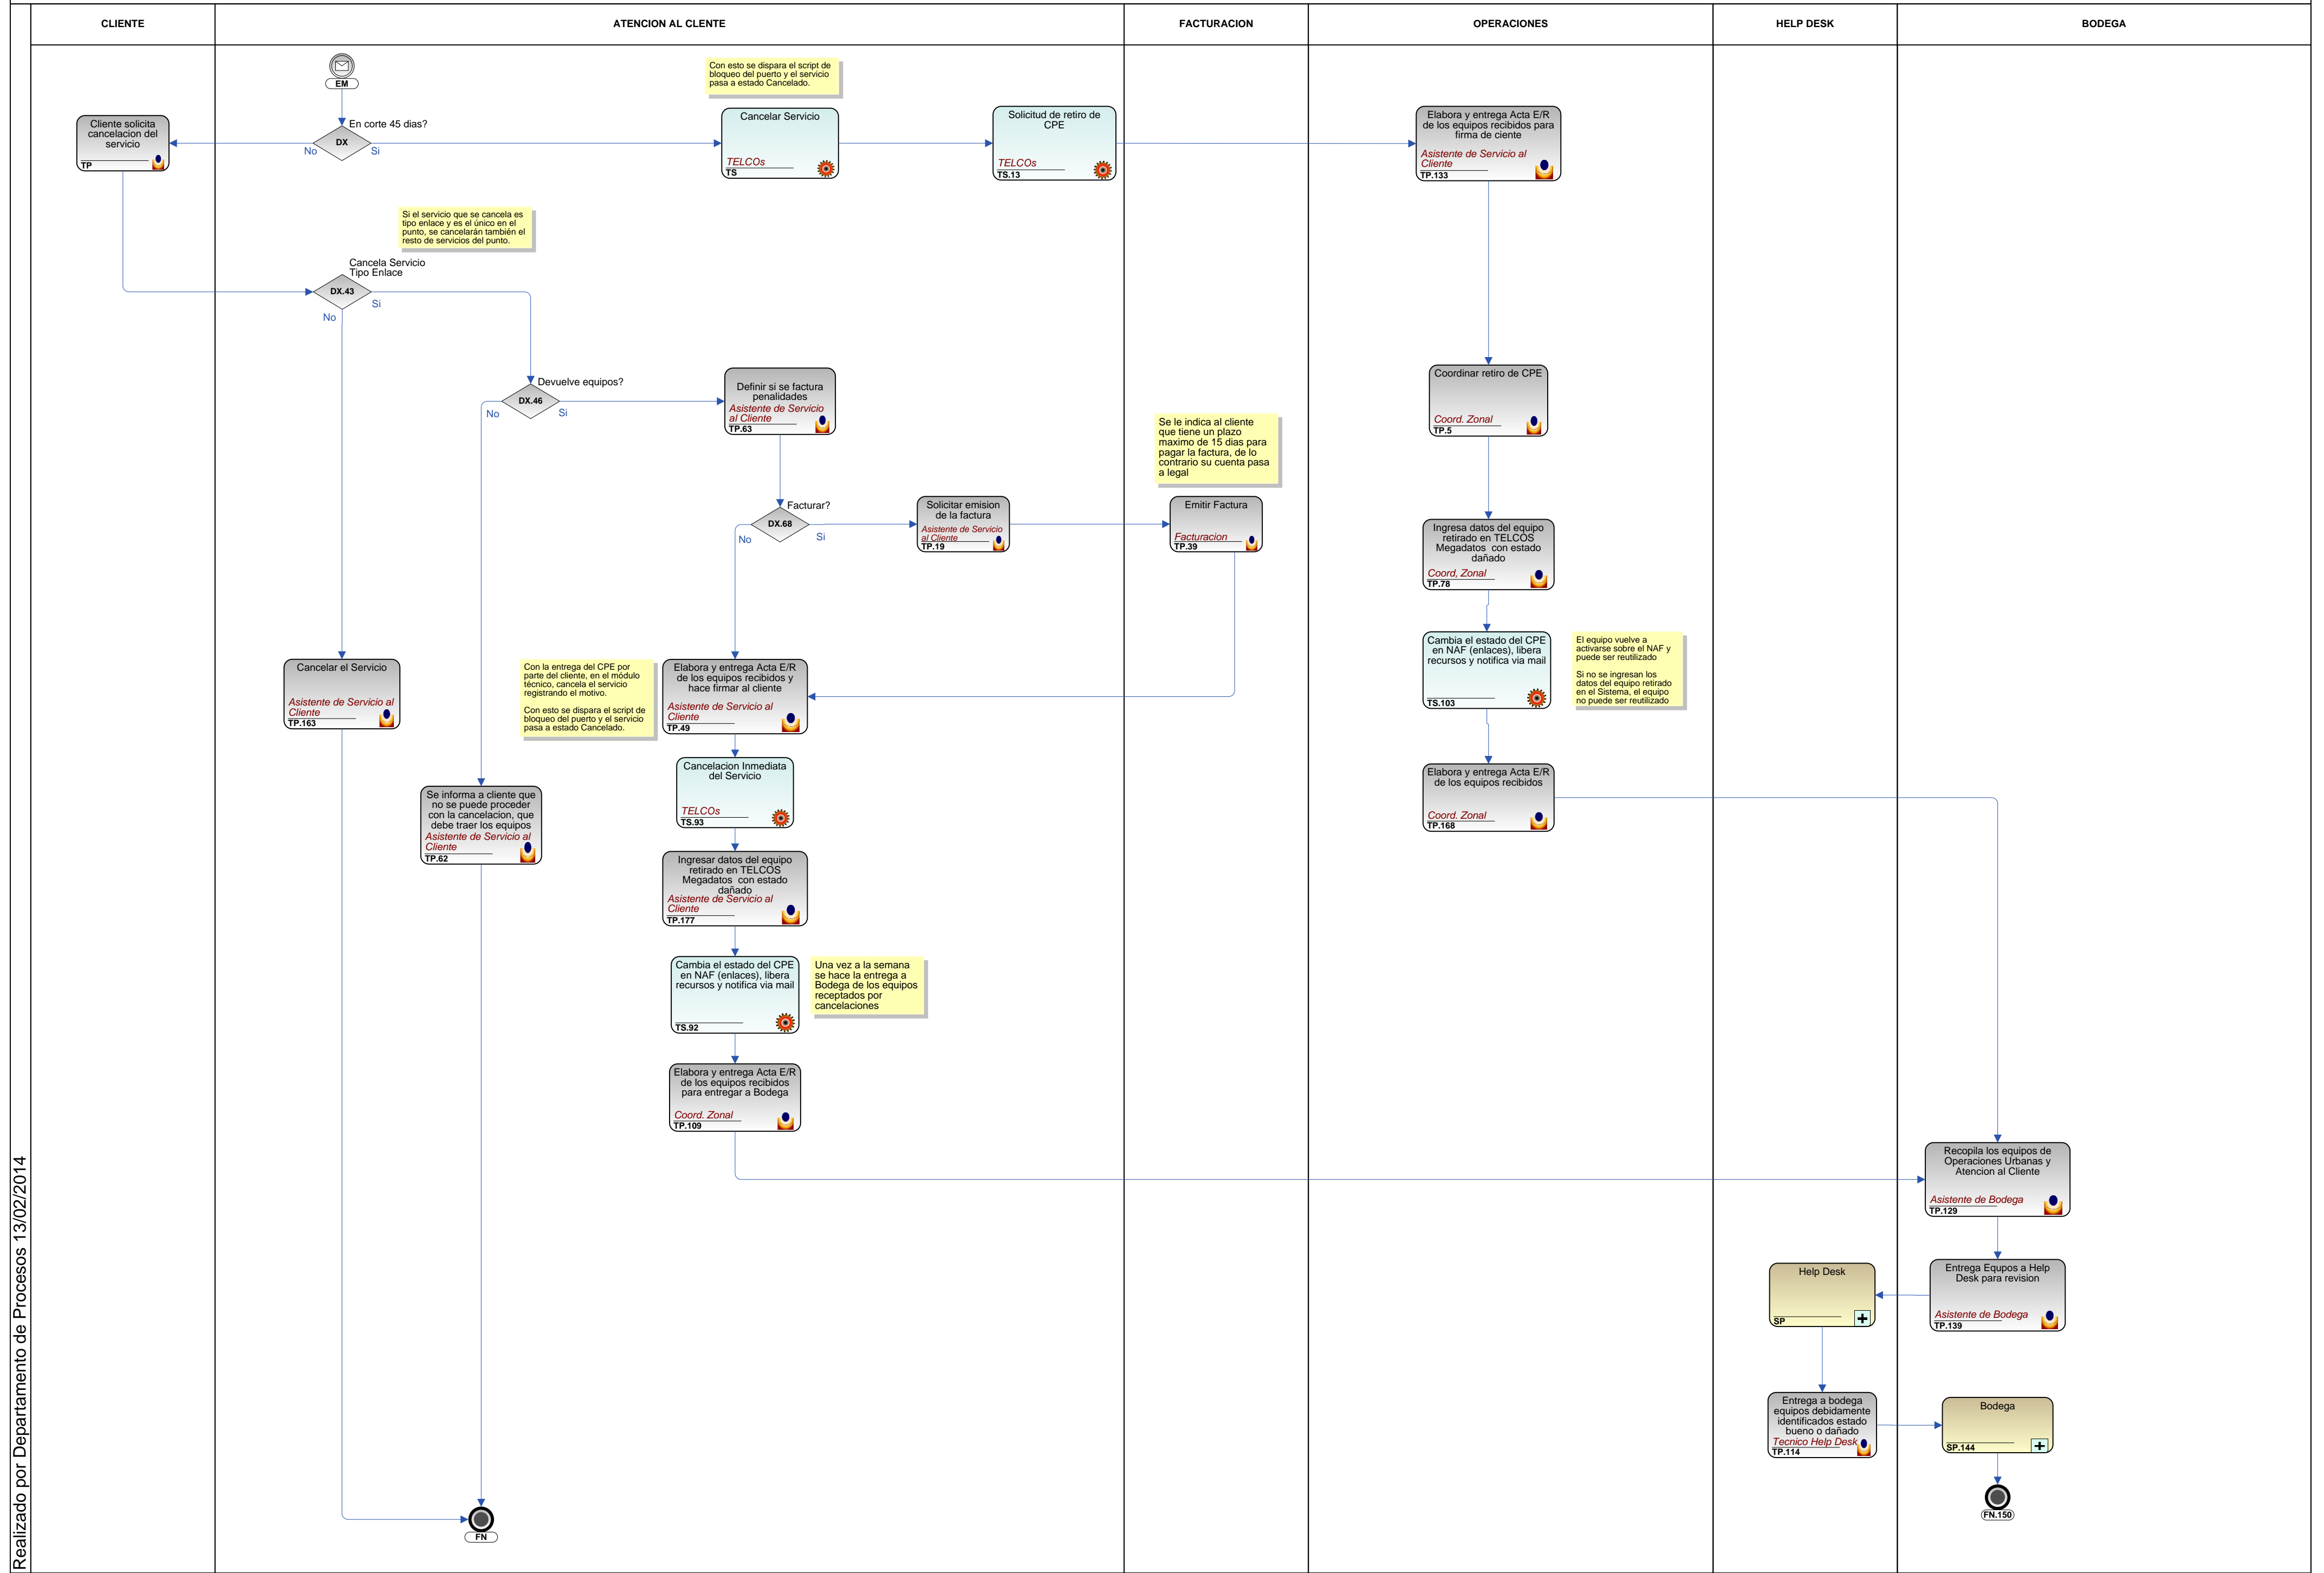 CLIENTE
ATENCION AL CLENTE
FACTURACION
OPERACIONES
HELP DESK
BODEGA
EM
Con esto se dispara el script de
bloqueo del puerto y el servicio
pasa a estado Cancelado.
Cliente solicita
cancelacion del
servicio
TP
En corte 45 dias?
DX
No
Si
Cancelar Servicio
TELCOs
TS
Solicitud de retiro de
CPE
TELCOs
TS.13
Elabora y entrega Acta E/R
de los equipos recibidos para
firma de ciente
Asistente de Servicio al
Cliente
TP.133
Si el servicio que se cancela es
tipo enlace y es el único en el
punto, se cancelarán también el
resto de servicios del punto.
Cancela Servicio
Tipo Enlace
DX.43
Si
No
Devuelve equipos?
DX.46
No
Si
Definir si se factura
penalidades
Asistente de Servicio
al Cliente
TP.63
Coordinar retiro de CPE
Coord. Zonal
TP.5
Se le indica al cliente
que tiene un plazo
maximo de 15 dias para
pagar la factura, de lo
contrario su cuenta pasa
a legal
Facturar?
DX.68
No
Si
Solicitar emision
de la factura
Asistente de Servicio
al Cliente
TP.19
Emitir Factura
Facturacion
TP.39
Ingresa datos del equipo
retirado en TELCOS
Megadatos con estado
dañado
Coord, Zonal
TP.78
Cambia el estado del CPE
en NAF (enlaces), libera
recursos y notifica via mail
TS.103
El equipo vuelve a
activarse sobre el NAF y
puede ser reutilizado
Si no se ingresan los
datos del equipo retirado
en el Sistema, el equipo
no puede ser reutilizado
Cancelar el Servicio
Asistente de Servicio al
Cliente
TP.163
Con la entrega del CPE por
parte del cliente, en el módulo
técnico, cancela el servicio
registrando el motivo.
Con esto se dispara el script de
bloqueo del puerto y el servicio
pasa a estado Cancelado.
Elabora y entrega Acta E/R
de los equipos recibidos y
hace firmar al cliente
Asistente de Servicio al
Cliente
TP.49
Cancelacion Inmediata
del Servicio
TELCOs
TS.93
Elabora y entrega Acta E/R
de los equipos recibidos
Coord. Zonal
TP.168
Se informa a cliente que
no se puede proceder
con la cancelacion, que
debe traer los equipos
Asistente de Servicio al
Cliente
TP.62
Ingresar datos del equipo
retirado en TELCOS
Megadatos con estado
dañado
Asistente de Servicio al
Cliente
TP.177
Cambia el estado del CPE
en NAF (enlaces), libera
recursos y notifica via mail
TS.92
Una vez a la semana
se hace la entrega a
Bodega de los equipos
receptados por
cancelaciones
Elabora y entrega Acta E/R
de los equipos recibidos
para entregar a Bodega
Coord. Zonal
TP.109
Recopila los equipos de
Operaciones Urbanas y
Atencion al Cliente
Asistente de Bodega
TP.129
Help Desk
SP
Entrega Equpos a Help
Desk para revision
Asistente de Bodega
TP.139
Entrega a bodega
equipos debidamente
identificados estado
bueno o dañado
Tecnico Help Desk
TP.114
Bodega
SP.144
FN
FN.150
Realizado por Departamento de Procesos 13/02/2014